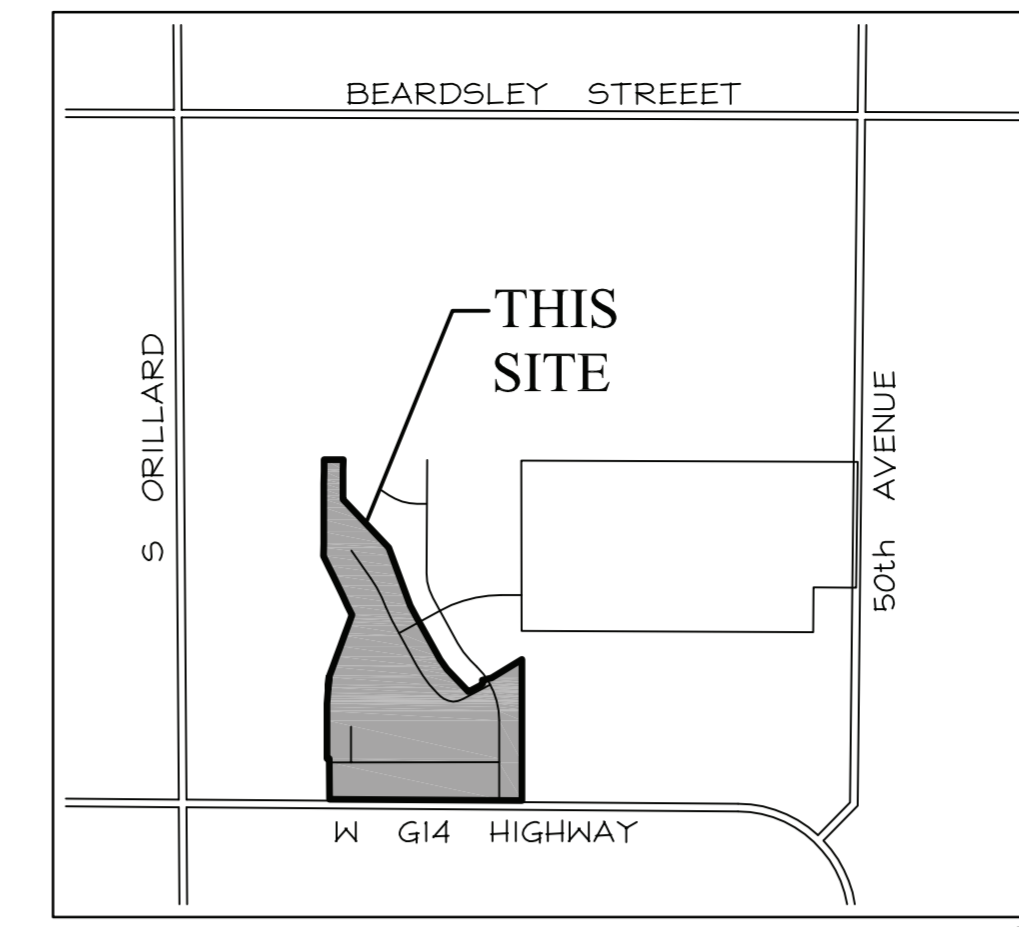 BEARDSLEY STREEET
THIS
SITE
S ORILLARD
50th AVENUE
W G14 HIGHWAY